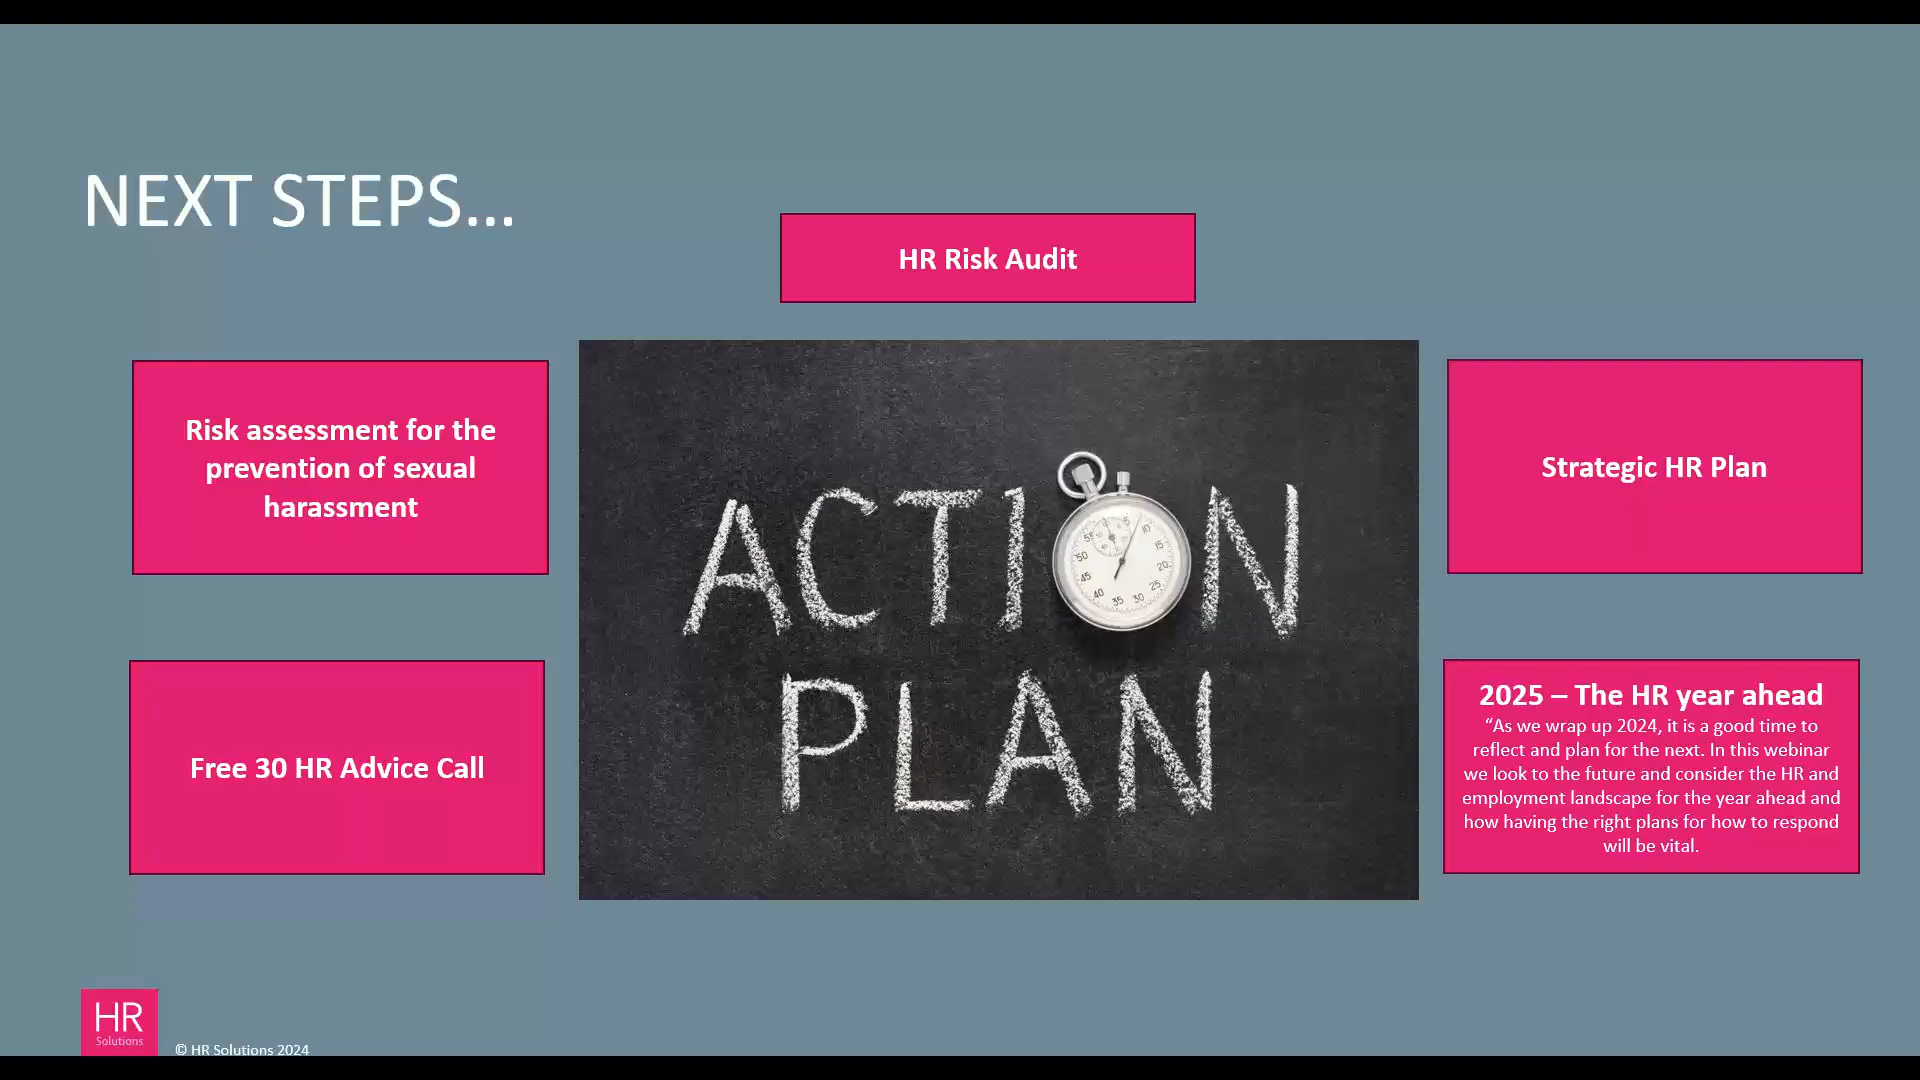 NEXT STEPS...
HR Risk Audit
Risk assessment for the
prevention of sexual
harassment
Strategic HR Plan
ACTION
PLAN
Free 30 HR Advice Call
2025 – The HR year ahead
“As we wrap up 2024, it is a good time to
reflect and plan for the next. In this webinar
we look to the future and consider the HR and
employment landscape for the year ahead and
how having the right plans for how to respond
will be vital.
HR
Solutions
© HR Solutions 2024